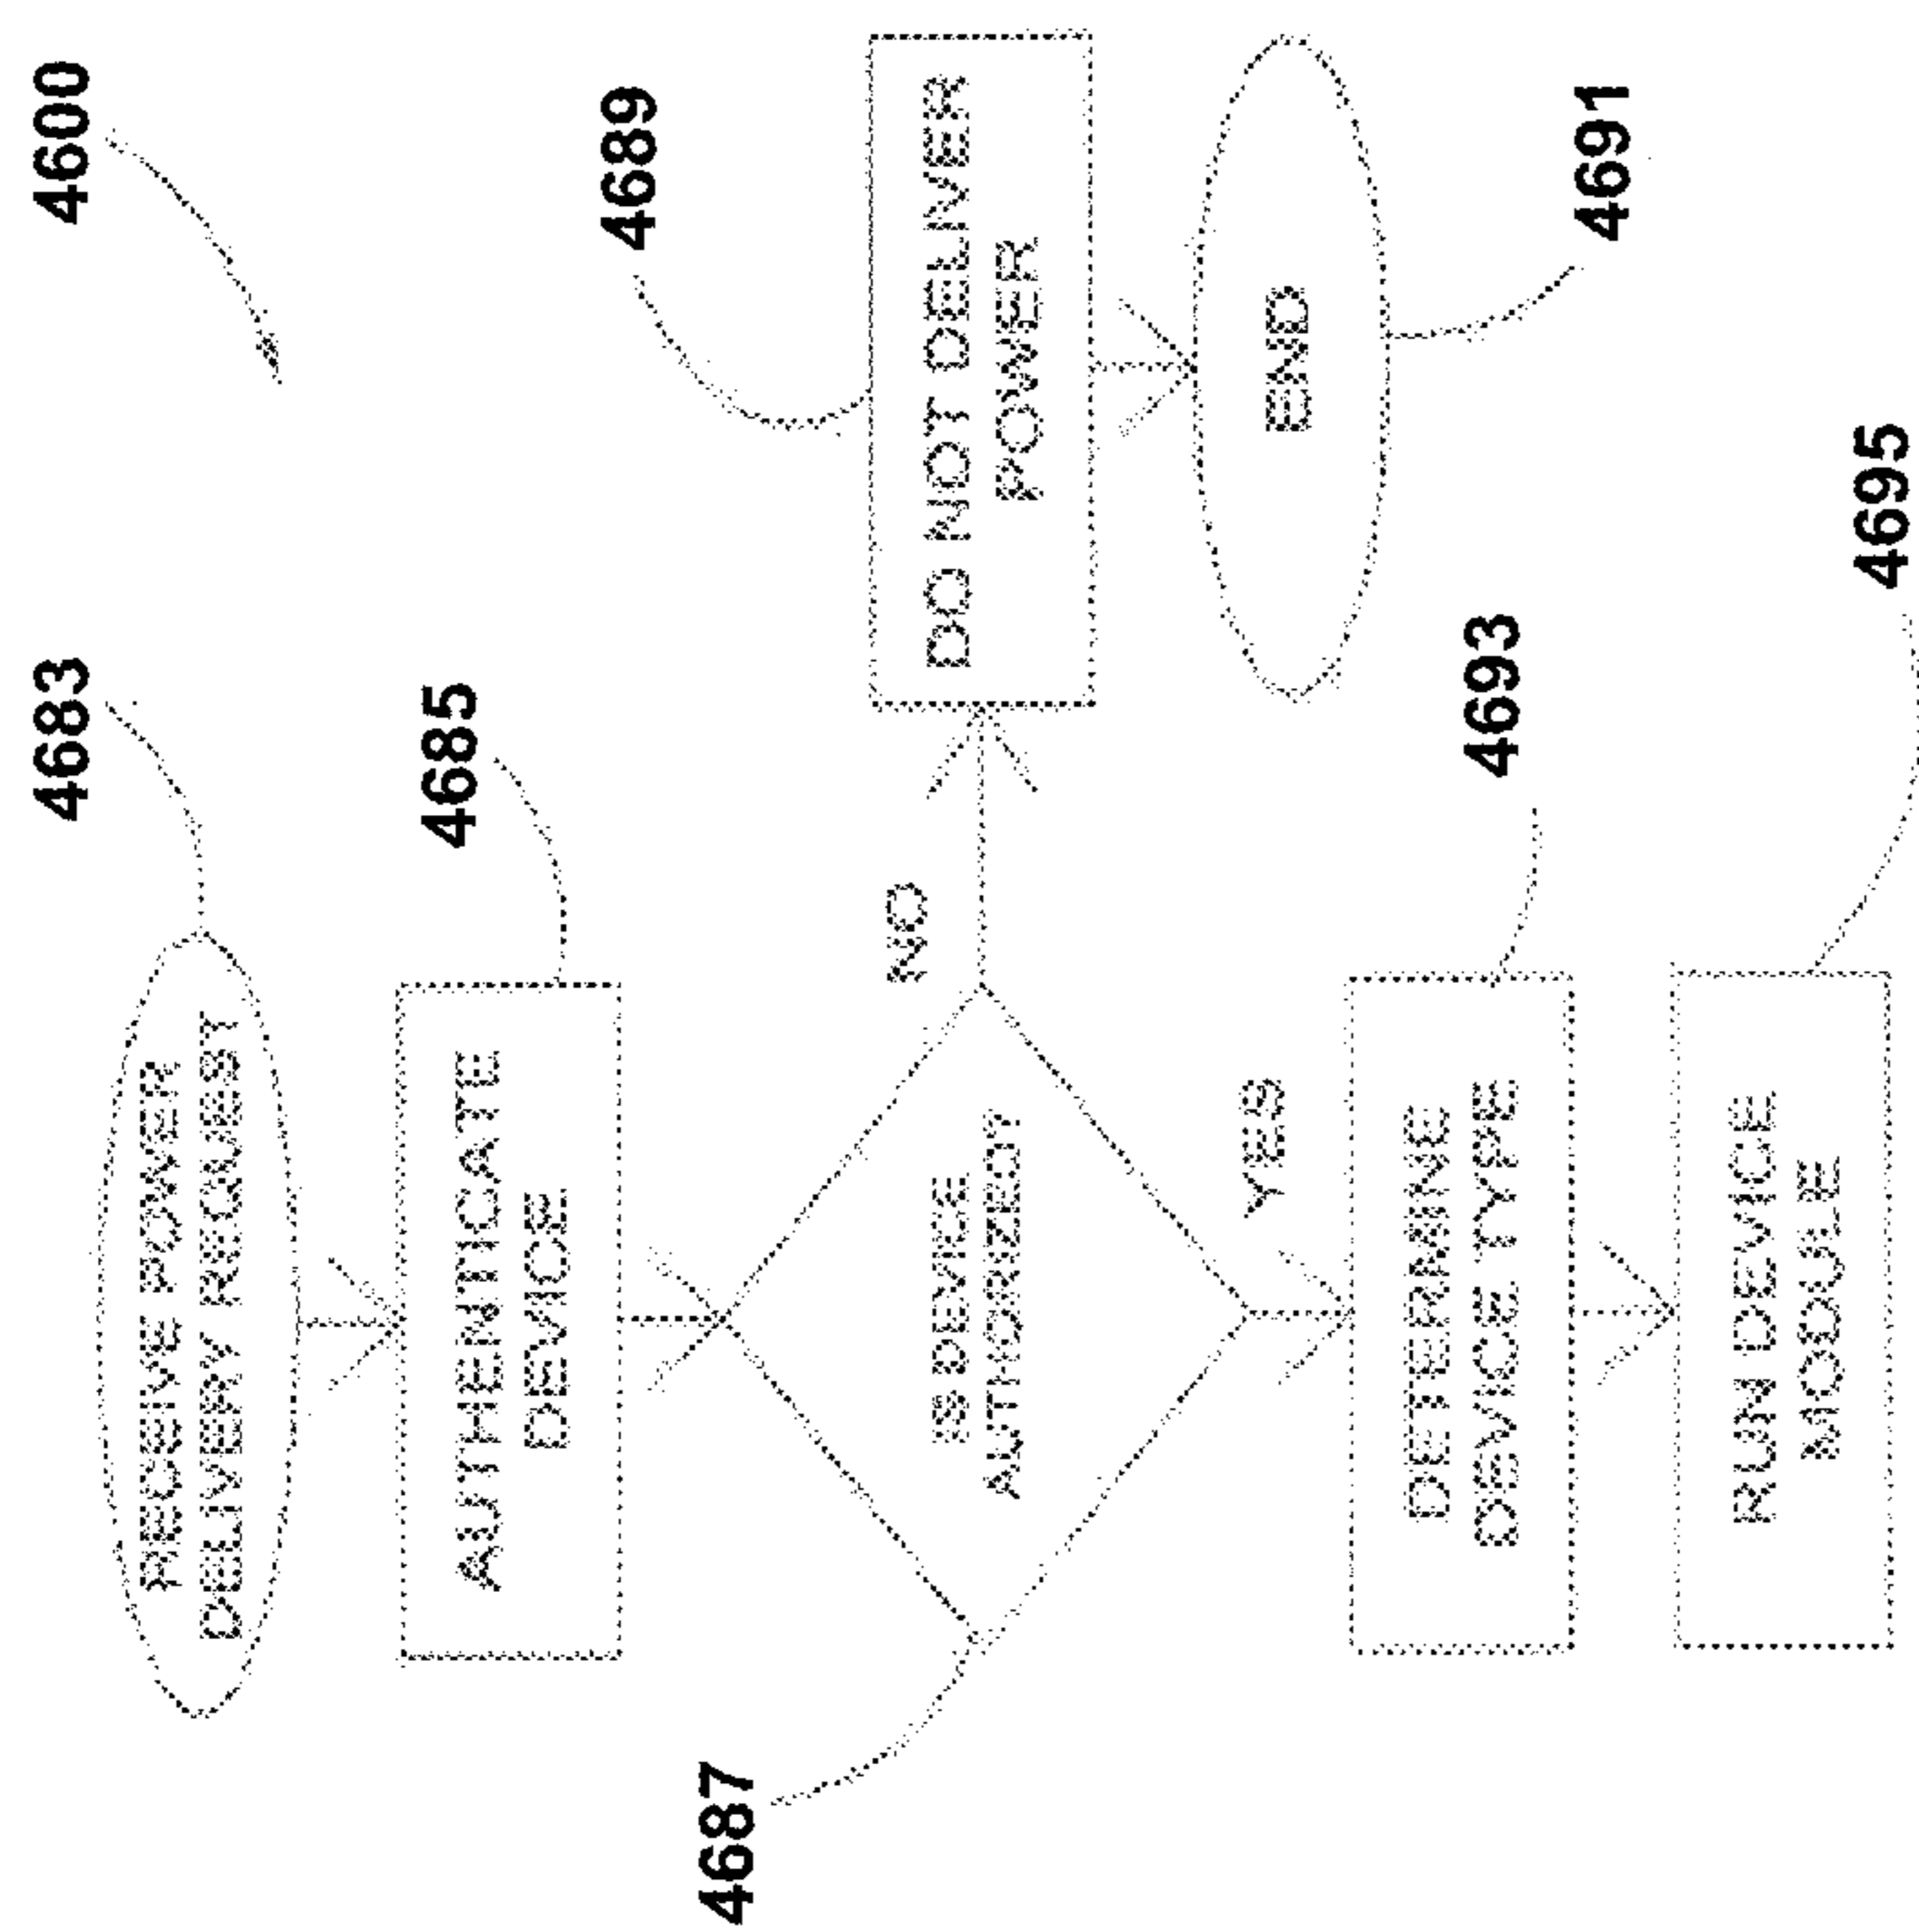 4600
4683
RECEIVE POWER
DELIVERY REQUEST
4685
AUTHENTICATE
DEVICE
4687
IS DEVICE
AUTHORIZED?
NO
4689
DO NOT DELIVER
POWER
END
4691
YES
4693
DETERMINE
DEVICE TYPE
4695
RUN DEVICE
MODULE